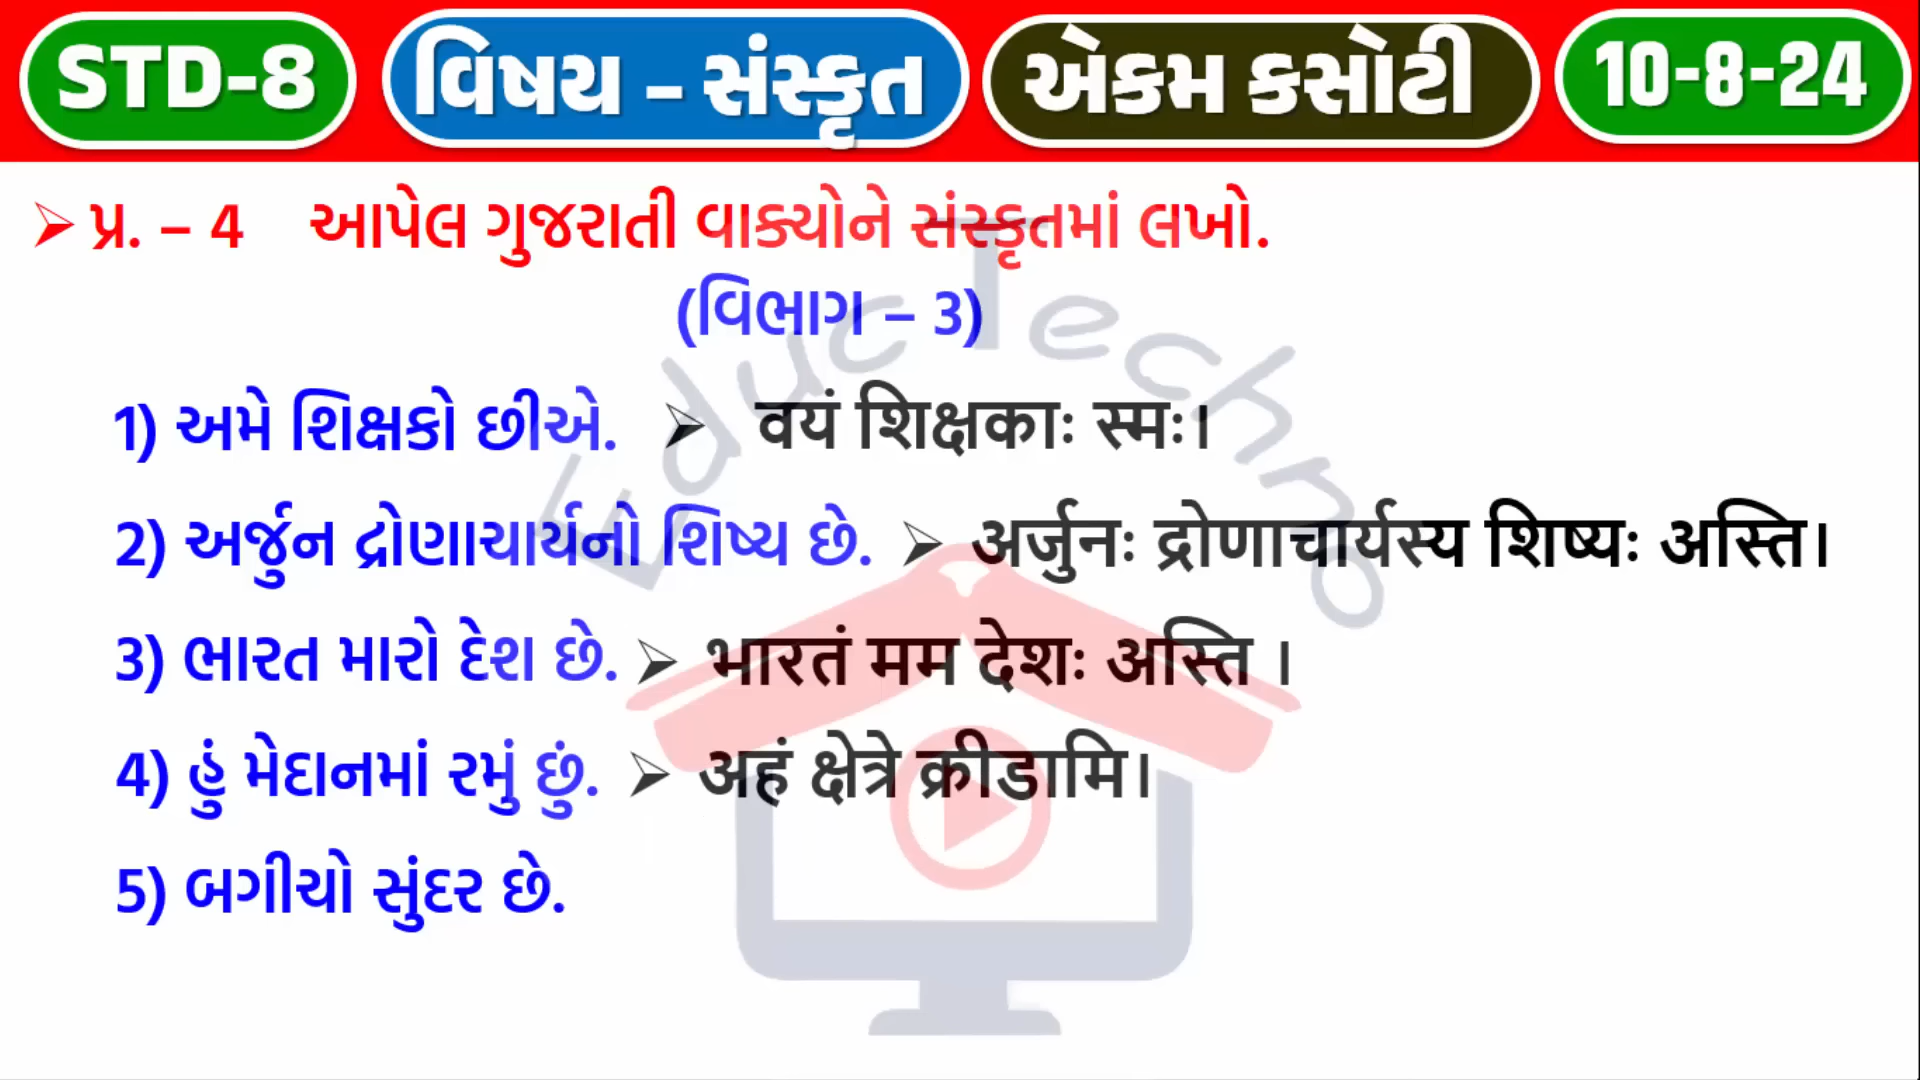 STD-8 વિષય – સંસ્કૃત એકમ કસોટી 10-8-24
➢ પ્ર. – 4 આપેલ ગુજરાતી વાક્યોને સંસ્કૃતમાં લખો.
(વિભાગ – 3)
1) અમે શિક્ષકો છીએ. ➢ वयं शिक्षकाः स्मः।
2) અર્જુન દ્રોણાચાર્યનો શિષ્ય છે. ➢ अर्जुनः द्रोणाचार्यस्य शिष्यः अस्ति।
3) ભારત મારો દેશ છે. ➢ भारतं मम देशः अस्ति ।
4) હું મેદાનમાં રમું છું. ➢ अहं क्षेत्रे क्रीडामि।
5) બગીચો સુંદર છે.
EducTechno